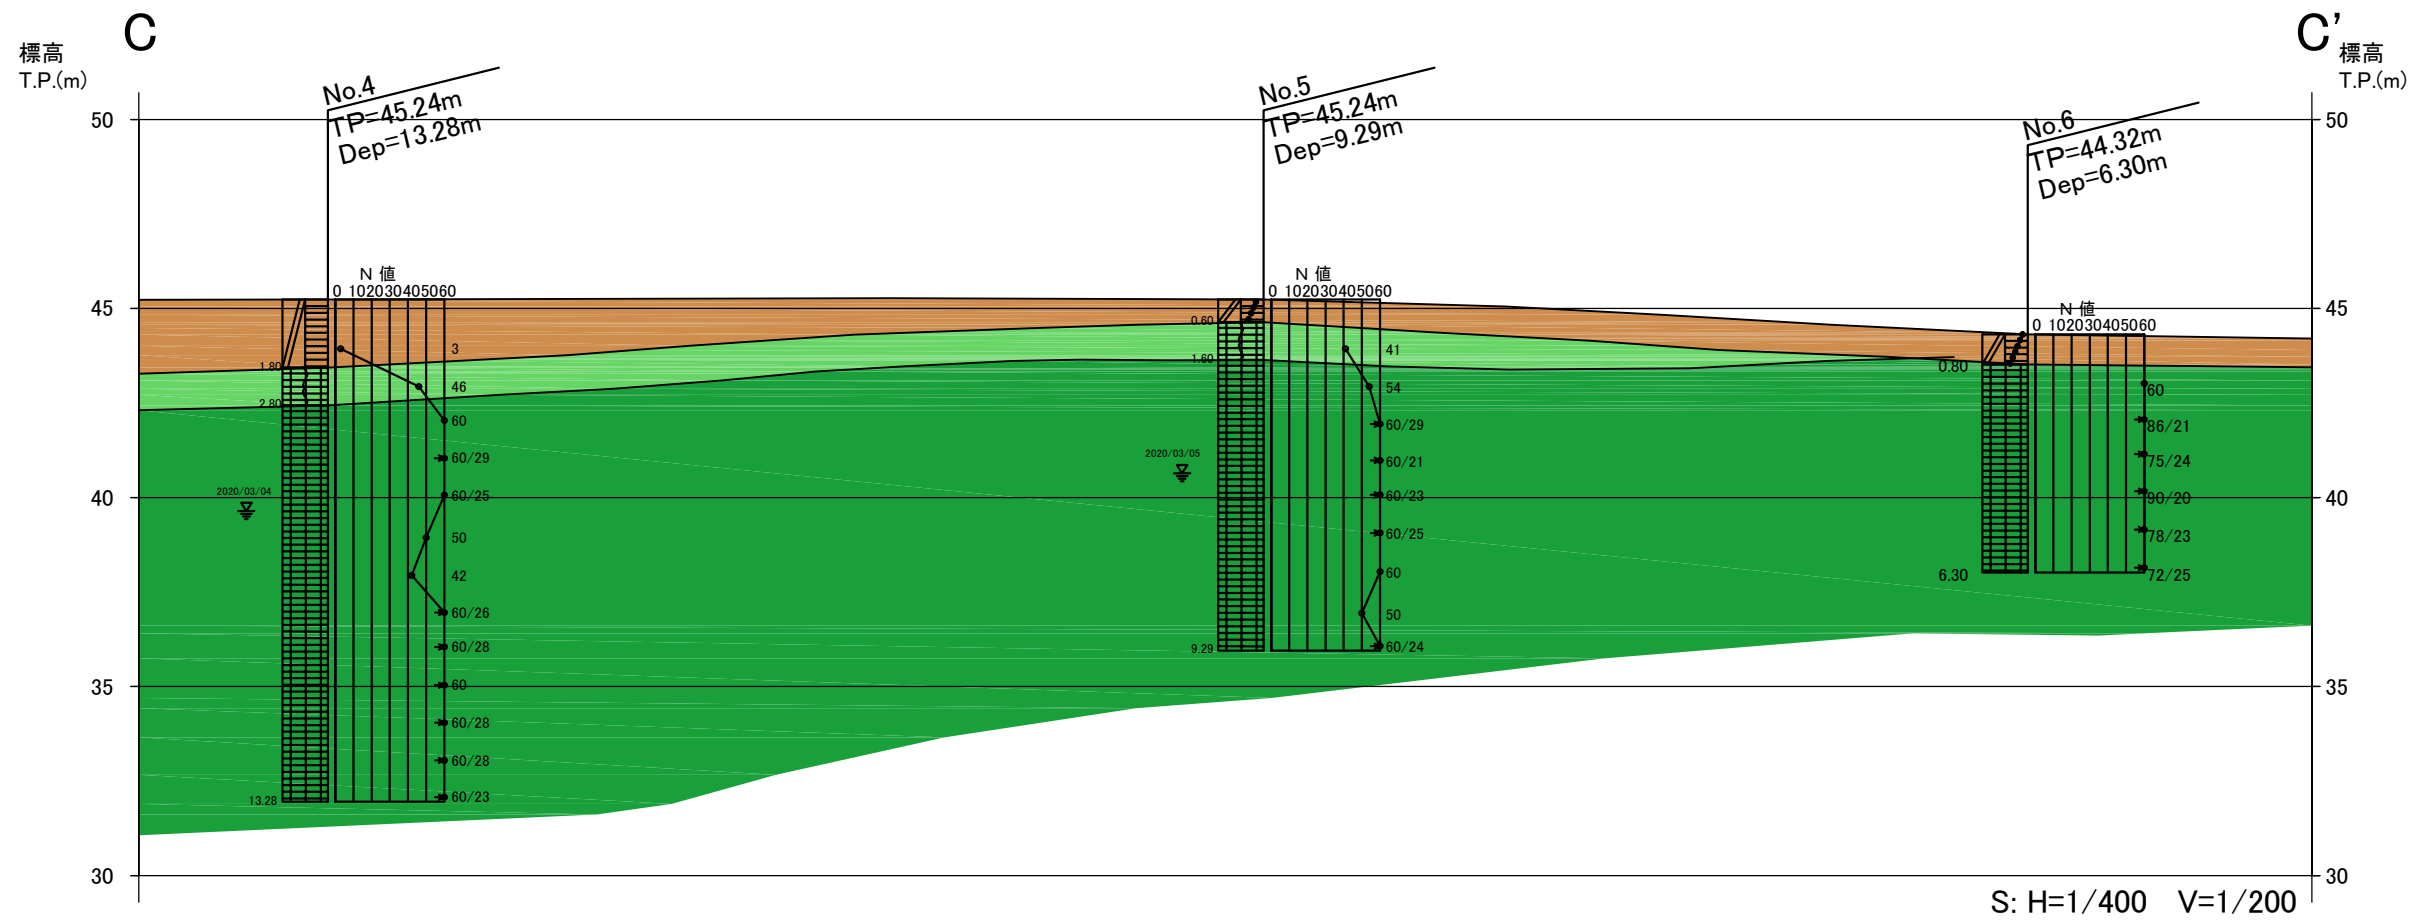 C
C'
標高
T.P.(m)
標高
T.P.(m)
No.4
TP=45.24m
Dep=13.28m
No.5
TP=45.24m
Dep=9.29m
No.6
TP=44.32m
Dep=6.30m
50
45
40
35
30
50
45
40
35
30
N 値
0 102030405060
1.80
2.80
13.28
3
46
60
60/29
60/25
50
42
60/26
60/28
60
60/28
60/28
60/23
2020/03/04
N 値
0 102030405060
0.60
1.60
9.29
41
54
60/29
60/21
60/23
60/25
60
50
60/24
2020/03/05
N 値
0 102030405060
0.80
6.30
60
86/21
75/24
90/20
78/23
72/25
S: H=1/400 V=1/200